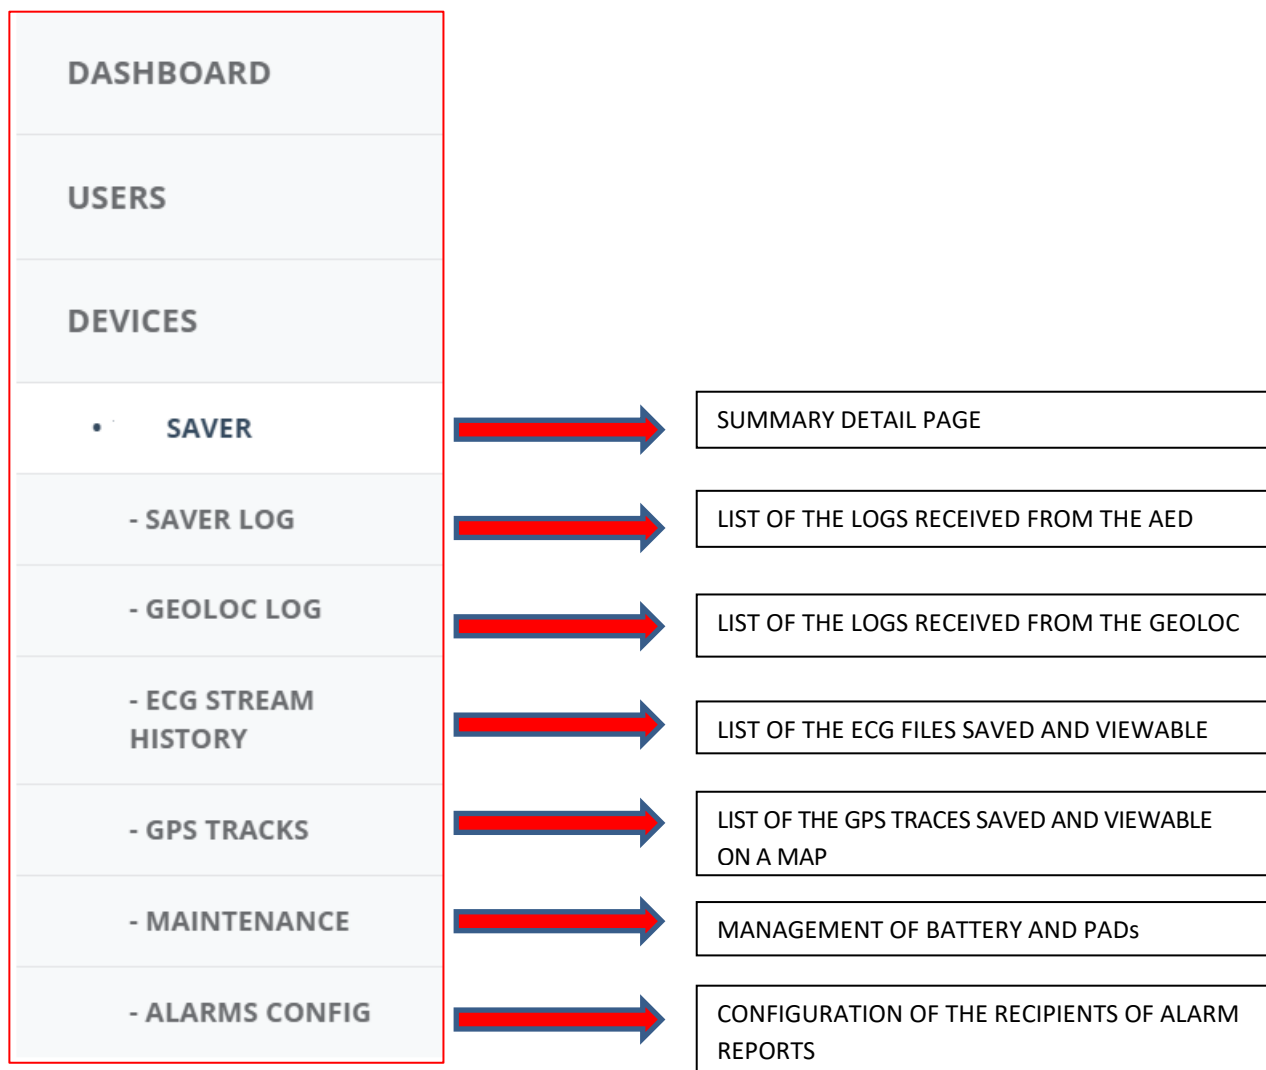 DASHBOARD
USERS
DEVICES
• SAVER
SUMMARY DETAIL PAGE
- SAVER LOG
LIST OF THE LOGS RECEIVED FROM THE AED
- GEOLOC LOG
LIST OF THE LOGS RECEIVED FROM THE GEOLOC
- ECG STREAM
HISTORY
LIST OF THE ECG FILES SAVED AND VIEWABLE
- GPS TRACKS
LIST OF THE GPS TRACES SAVED AND VIEWABLE
ON A MAP
- MAINTENANCE
MANAGEMENT OF BATTERY AND PADs
- ALARMS CONFIG
CONFIGURATION OF THE RECIPIENTS OF ALARM
REPORTS